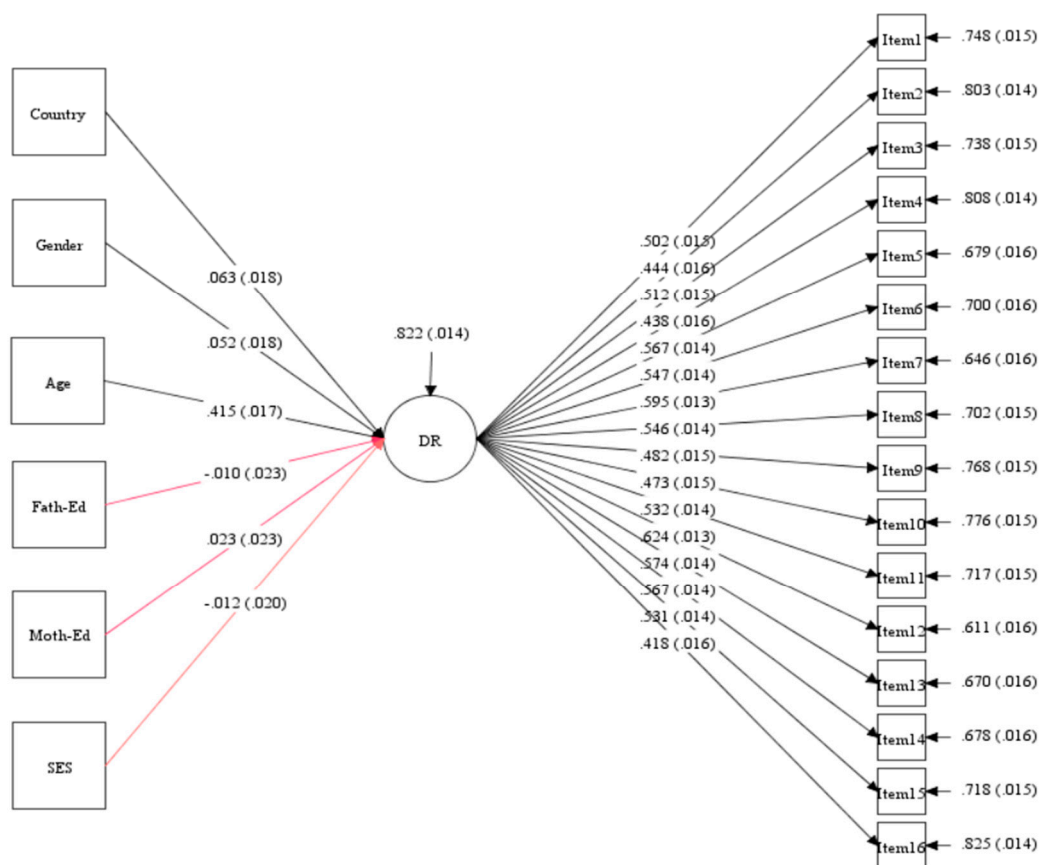 Country
Gender
Age
Fath-Ed
Moth-Ed
SES
.063 (.018)
.052 (.018)
.415 (.017)
-.010 (.023)
.023 (.023)
-.012 (.020)
.822 (.014)
DR
.502 (.015)
.444 (.016)
.512 (.015)
.438 (.016)
.567 (.014)
.547 (.014)
.595 (.013)
.546 (.014)
.482 (.015)
.473 (.015)
.532 (.014)
.624 (.013)
.574 (.014)
.567 (.014)
.531 (.014)
.418 (.016)
Item1 .748 (.015)
Item2 .803 (.014)
Item3 .738 (.015)
Item4 .808 (.014)
Item5 .679 (.016)
Item6 .700 (.016)
Item7 .646 (.016)
Item8 .702 (.015)
Item9 .768 (.015)
Item10 .776 (.015)
Item11 .717 (.015)
Item12 .611 (.016)
Item13 .670 (.016)
Item14 .678 (.016)
Item15 .718 (.015)
Item16 .825 (.014)